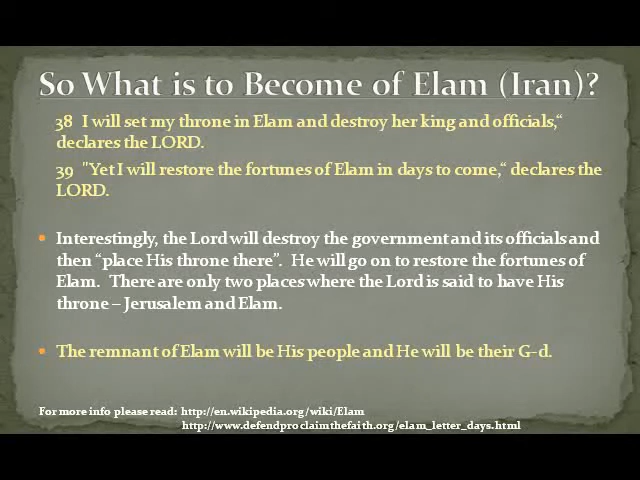 So What is to Become of Elam (Iran)?
38 I will set my throne in Elam and destroy her king and officials,“
declares the LORD.
39 "Yet I will restore the fortunes of Elam in days to come,“ declares the
LORD.
• Interestingly, the Lord will destroy the government and its officials and
then “place His throne there”. He will go on to restore the fortunes of
Elam. There are only two places where the Lord is said to have His
throne – Jerusalem and Elam.
• The remnant of Elam will be His people and He will be their G-d.
For more info please read: http://en.wikipedia.org/wiki/Elam
http://www.defendproclaimthefaith.org/elam_letter_days.html